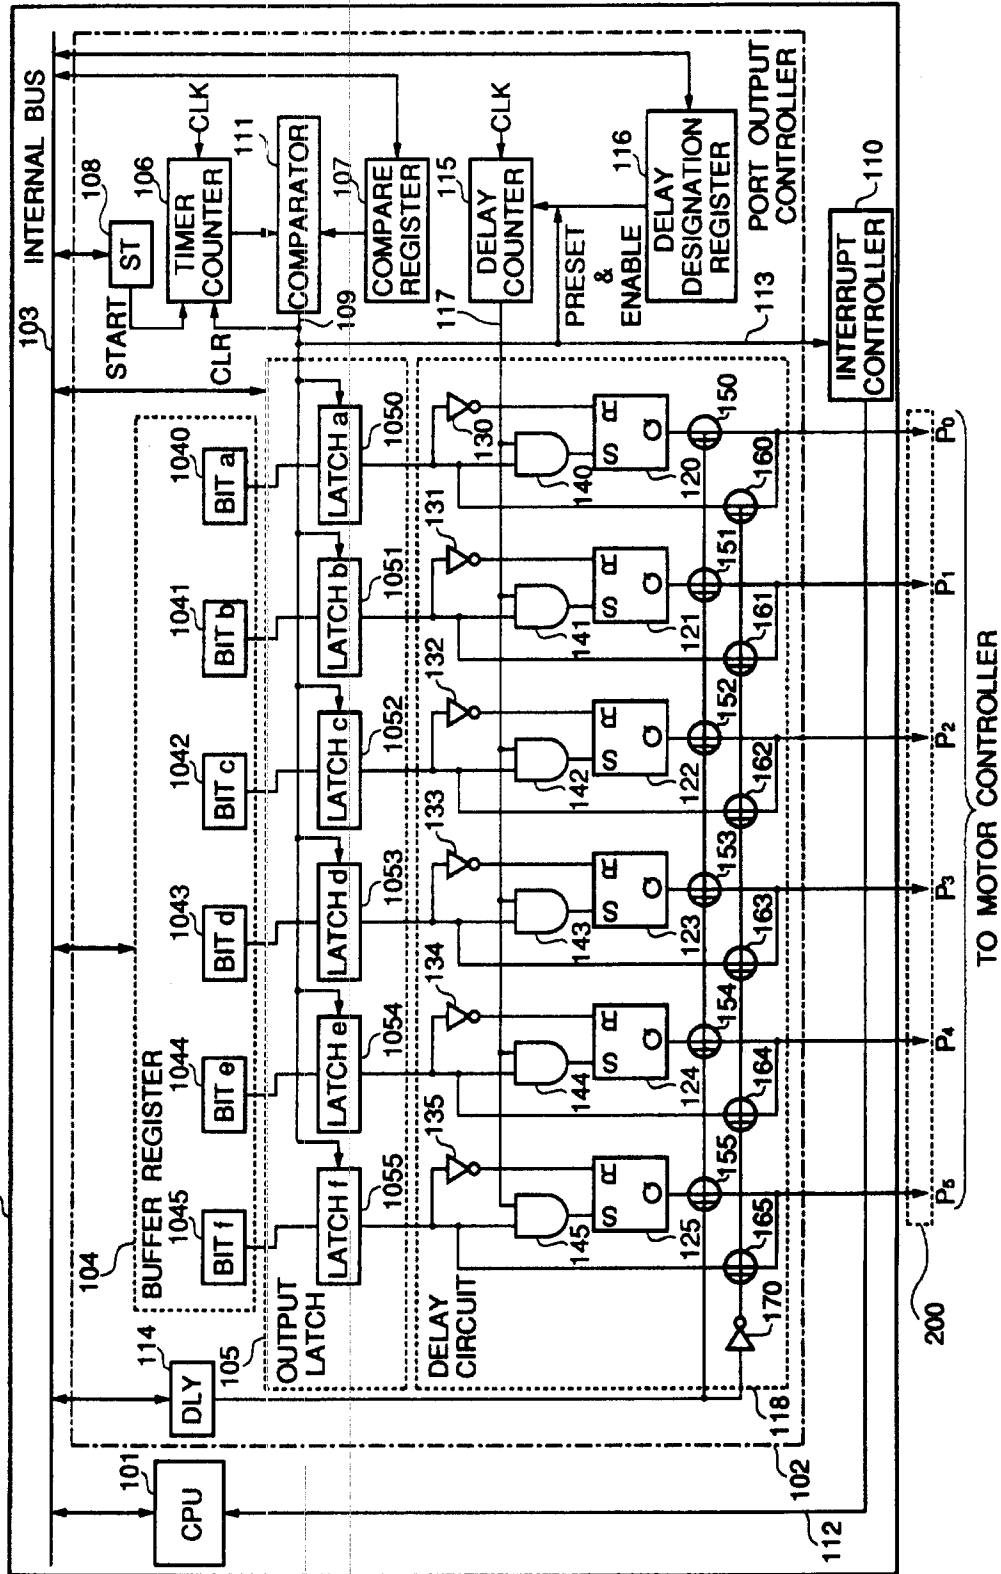 INTERNAL BUS
103
101
CPU
114
DLY
104
BUFFER REGISTER
1045
BIT f
1044
BIT e
1043
BIT d
1042
BIT c
1041
BIT b
1040
BIT a
108
ST
START
106
TIMER
COUNTER
CLK
CLR
111
COMPARATOR
109
107
COMPARE
REGISTER
115
DELAY
COUNTER
CLK
117
PRESET
&
ENABLE
116
DELAY
DESIGNATION
REGISTER
PORT OUTPUT
CONTROLLER
113
110
INTERRUPT
CONTROLLER
105
OUTPUT
LATCH
LATCH f
1055
LATCH e
1054
LATCH d
1053
LATCH c
1052
LATCH b
1051
LATCH a
1050
DELAY
CIRCUIT
135
134
133
132
131
130
145
144
143
142
141
140
S R
Q
125
S R
Q
124
S R
Q
123
S R
Q
122
S R
Q
121
S R
Q
120
155
154
153
152
151
150
165
164
163
162
161
160
170
118
102
112
200
P5
P4
P3
P2
P1
P0
TO MOTOR CONTROLLER